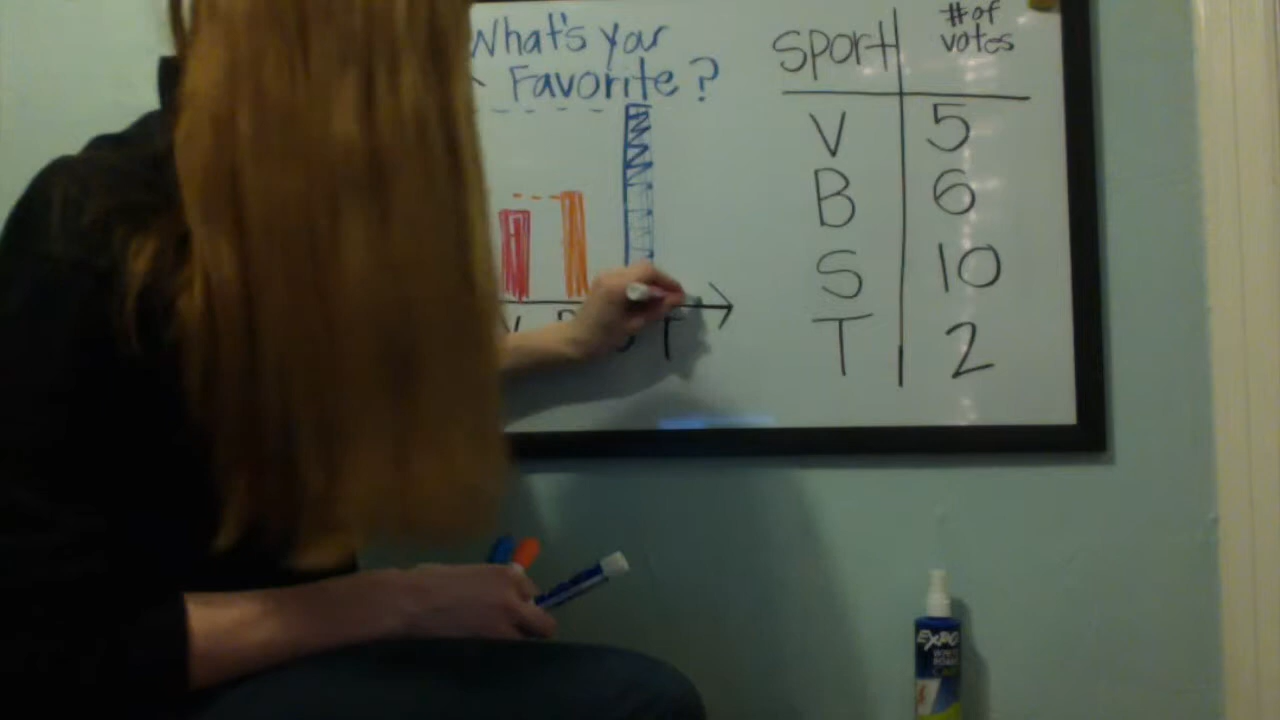 What's your
Favorite?
V
T
Sport # of votes
V 5
B 6
S 10
T 2
EXPO